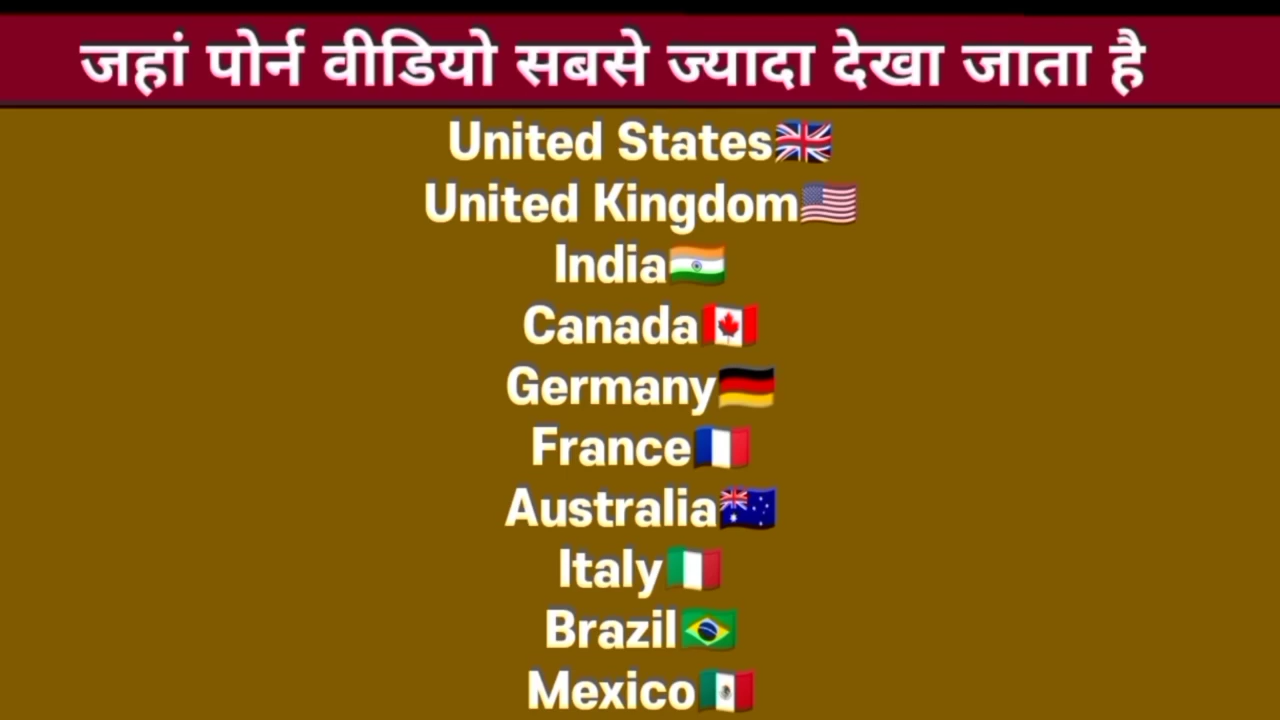 जहां पोर्न वीडियो सबसे ज्यादा देखा जाता है
United States🇬🇧
United Kingdom🇺🇸
India🇮🇳
Canada🇨🇦
Germany🇩🇪
France🇫🇷
Australia🇦🇺
Italy🇮🇹
Brazil🇧🇷
Mexico🇲🇽